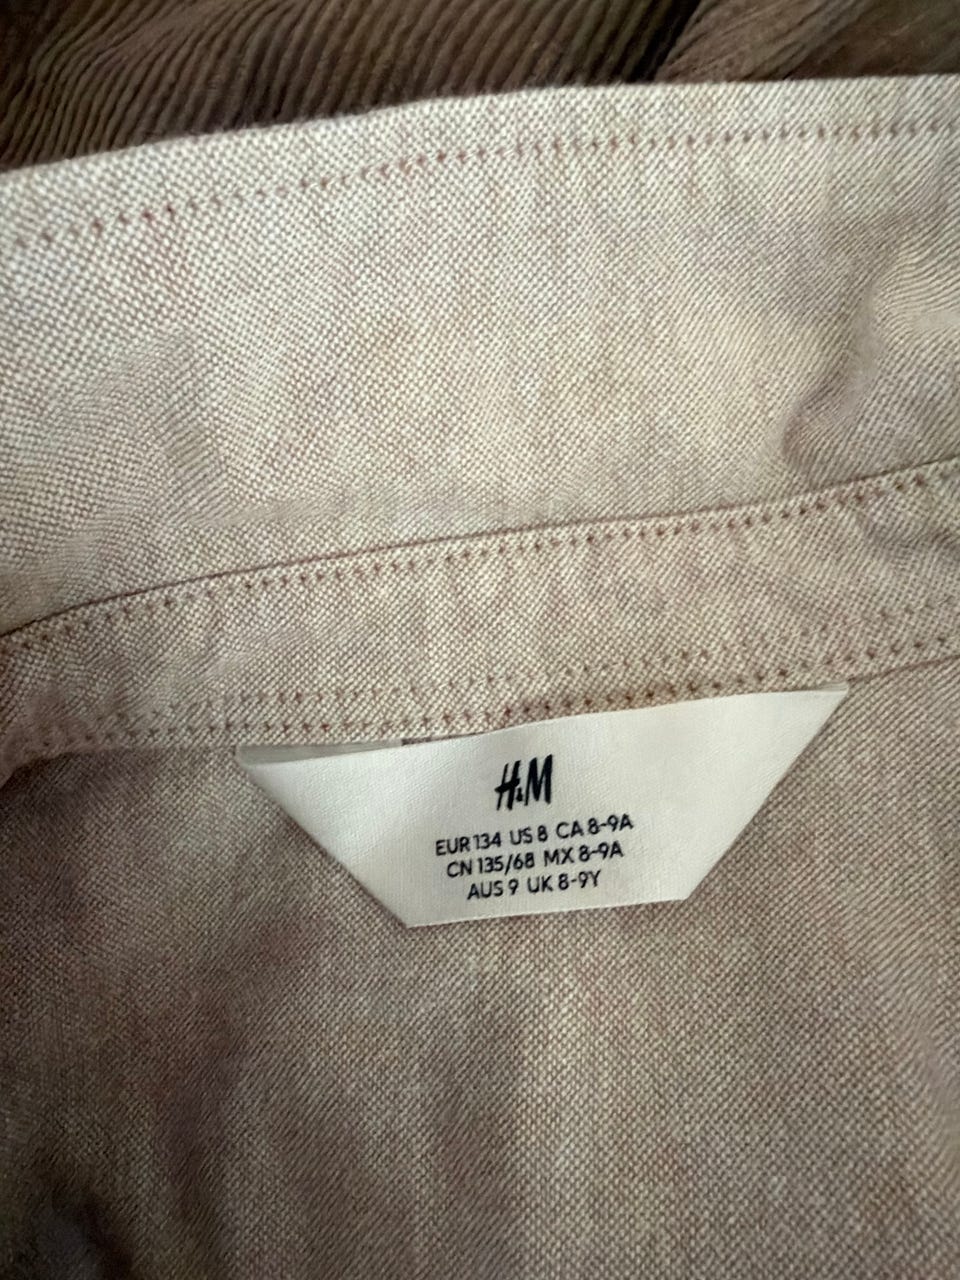 H&M
EUR 134 US 8 CA 8-9A
CN 135/68 MX 8-9A
AUS 9 UK 8-9Y